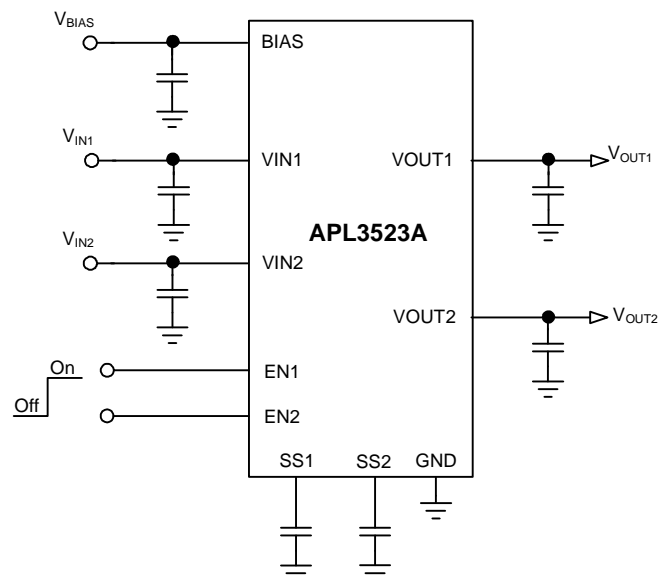 VBIAS
BIAS
VIN1
VIN1
VOUT1
VOUT1
APL3523A
VIN2
VIN2
VOUT2
VOUT2
On
Off
EN1
EN2
SS1
SS2
GND